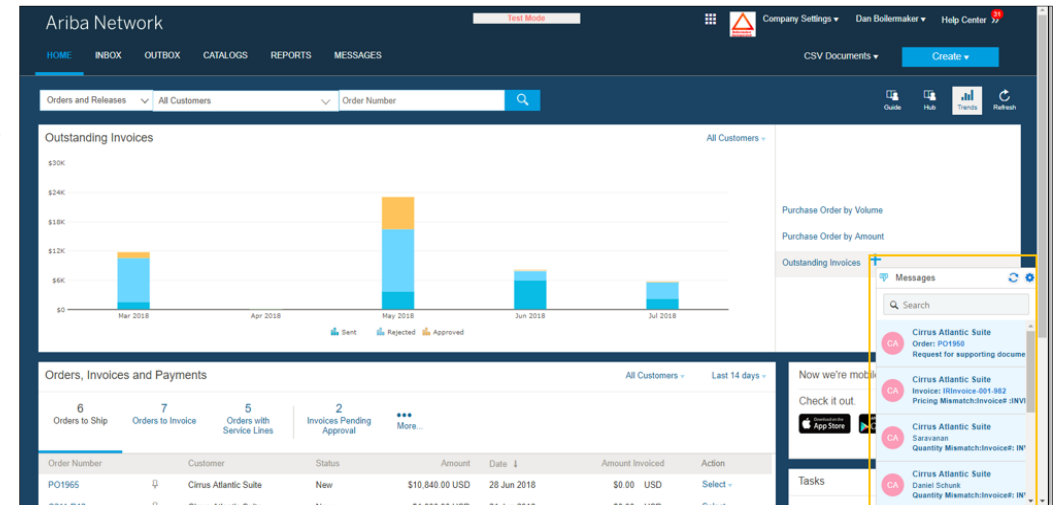 Ariba Network
Test Mode
Company Settings
Dan Boilermaker
Help Center
31
HOME INBOX OUTBOX CATALOGS REPORTS MESSAGES
CSV Documents
Create
Orders and Releases
All Customers
Order Number
Guide
Hub
Trends
Refresh
Outstanding Invoices
All Customers
$30K
$24K
$18K
$12K
$6K
$0
Mar 2018 Apr 2018 May 2018 Jun 2018 Jul 2018
Sent Rejected Approved
Purchase Order by Volume
Purchase Order by Amount
Outstanding Invoices
Messages
Search
Cirrus Atlantic Suite
Order: PO1950
Request for supporting docume
CA
Cirrus Atlantic Suite
Invoice: IRInvoice-001-982
Pricing Mismatch:Invoice# :INVI
CA
Cirrus Atlantic Suite
Saravanan
Quantity Mismatch:Invoice#: IN
CA
Cirrus Atlantic Suite
Daniel Schunk
Quantity Mismatch:Invoice#: IN
CA
Orders, Invoices and Payments
All Customers
Last 14 days
6
Orders to Ship
7
Orders to Invoice
5
Orders with
Service Lines
2
Invoices Pending
Approval
More...
Order Number Customer Status Amount Date Amount Invoiced Action
PO1965 Cirrus Atlantic Suite New $10,840.00 USD 28 Jun 2018 $0.00 USD Select
Now we're mobil
Check it out.
Download on the
App Store
Tasks